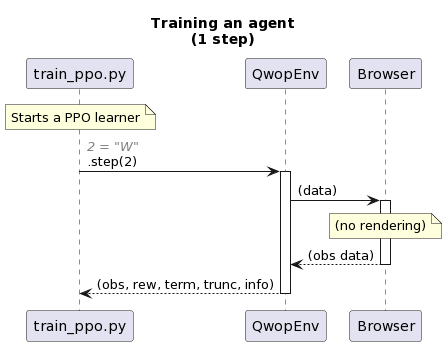 Training an agent
(1 step)
train_ppo.py
QwopEnv
Browser
Starts a PPO learner
2 = "W"
.step(2)
(data)
(no rendering)
(obs data)
(obs, rew, term, trunc, info)
train_ppo.py
QwopEnv
Browser